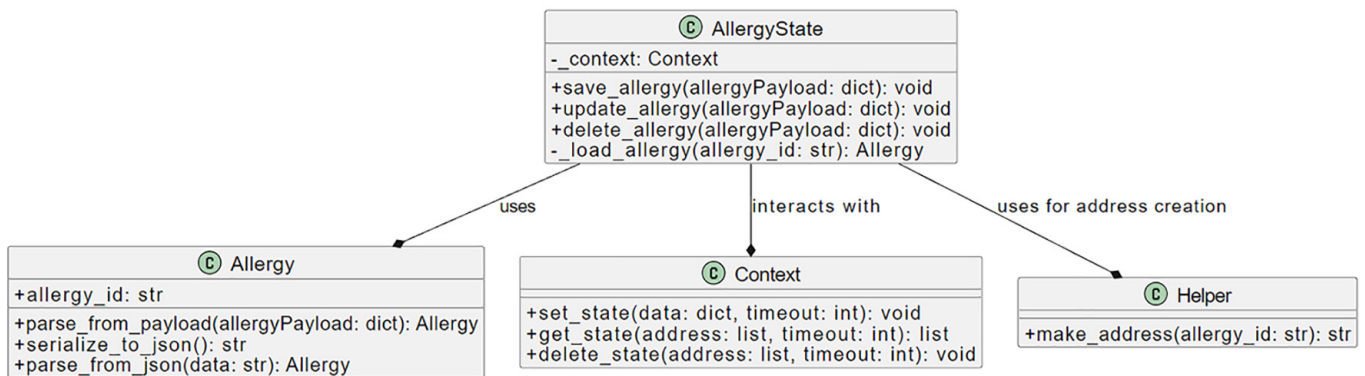 C AllergyState
-_context: Context
+save_allergy(allergyPayload: dict): void
+update_allergy(allergyPayload: dict): void
+delete_allergy(allergyPayload: dict): void
-_load_allergy(allergy_id: str): Allergy
uses
interacts with
uses for address creation
C Allergy
+allergy_id: str
+parse_from_payload(allergyPayload: dict): Allergy
+serialize_to_json(): str
+parse_from_json(data: str): Allergy
C Context
+set_state(data: dict, timeout: int): void
+get_state(address: list, timeout: int): list
+delete_state(address: list, timeout: int): void
C Helper
+make_address(allergy_id: str): str